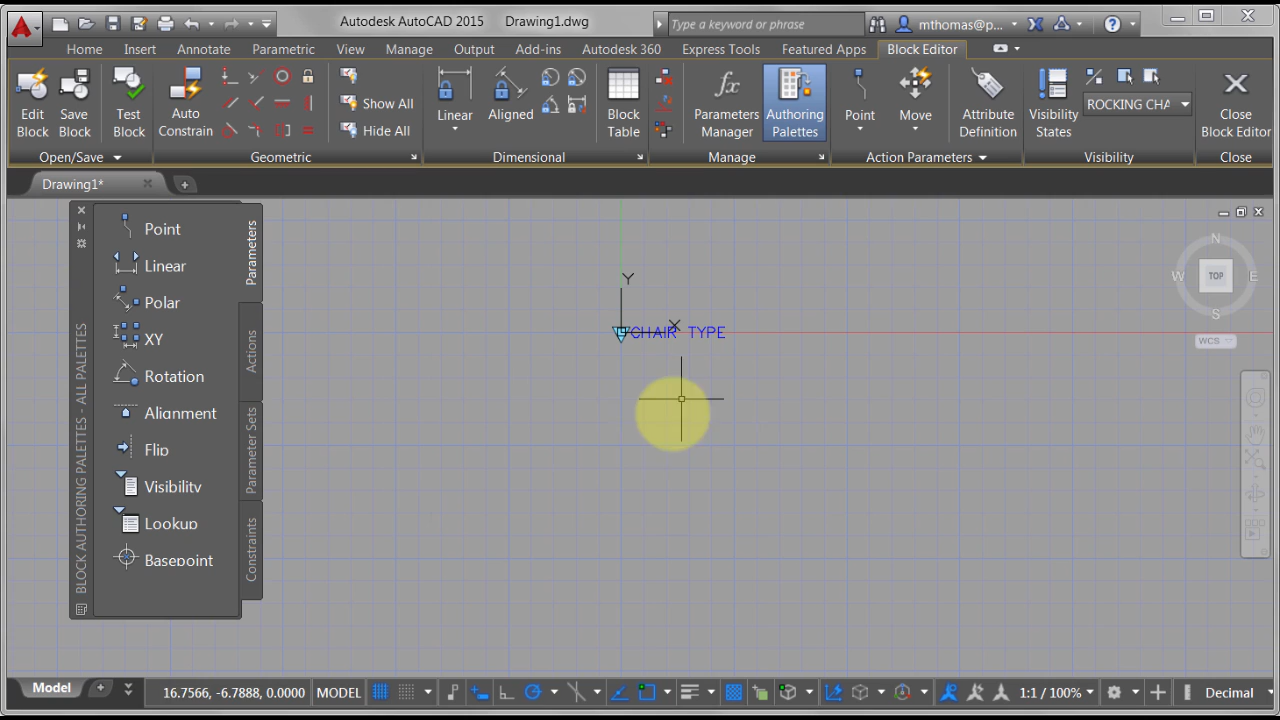 Autodesk AutoCAD 2015 Drawing1.dwg
Type a keyword or phrase
mthomas@p...
Home Insert Annotate Parametric View Manage Output Add-ins Autodesk 360 Express Tools Featured Apps Block Editor
Edit Block
Save Block
Test Block
Auto Constrain
Show All
Hide All
Linear
Aligned
Block Table
Parameters Manager
Authoring Palettes
Point
Move
Attribute Definition
Visibility States
ROCKING CHA
Close Block Editor
Open/Save Geometric Dimensional Manage Action Parameters Visibility Close
Drawing1*
Point
Linear
Polar
XY
Rotation
Alignment
Flip
Visibility
Lookup
Basepoint
Parameters
Actions
Parameter Sets
Constraints
BLOCK AUTHORING PALETTES - ALL PALETTES
Y
X
CHAIR TYPE
N
W TOP E
S
WCS
Model
16.7566, -6.7888, 0.0000 MODEL
1:1 / 100%
Decimal